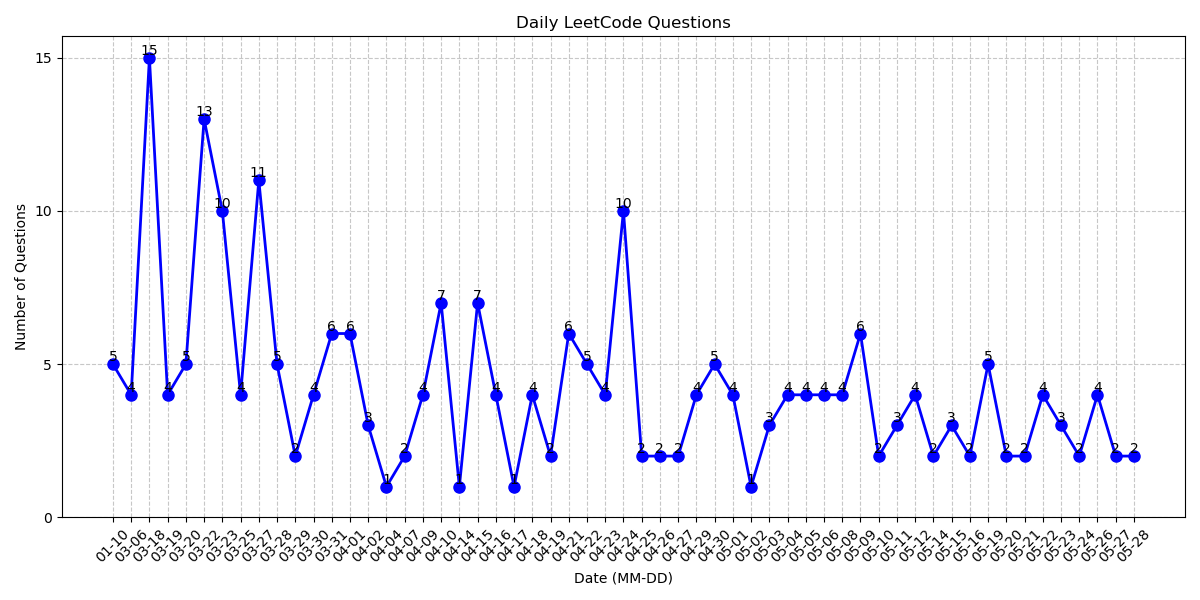 Daily LeetCode Questions
Number of Questions
15
10
5
0
5 4 15 4 5 13 10 4 11 5 2 4 6 6 3 1 2 4 7 1 7 4 1 4 2 6 5 4 10 2 2 2 4 5 4 1 3 4 4 4 4 6 2 3 4 2 3 2 5 2 2 4 3 2 4 2 2
01-10 03-06 03-18 03-19 03-20 03-22 03-23 03-25 03-27 03-28 03-29 03-30 03-31 04-01 04-02 04-04 04-07 04-09 04-10 04-14 04-15 04-16 04-17 04-18 04-19 04-21 04-22 04-23 04-24 04-25 04-26 04-27 04-29 04-30 05-01 05-02 05-03 05-05 05-06 05-08 05-09 05-10 05-11 05-12 05-14 05-15 05-16 05-19 05-20 05-21 05-22 05-23 05-24 05-26 05-27 05-28
Date (MM-DD)